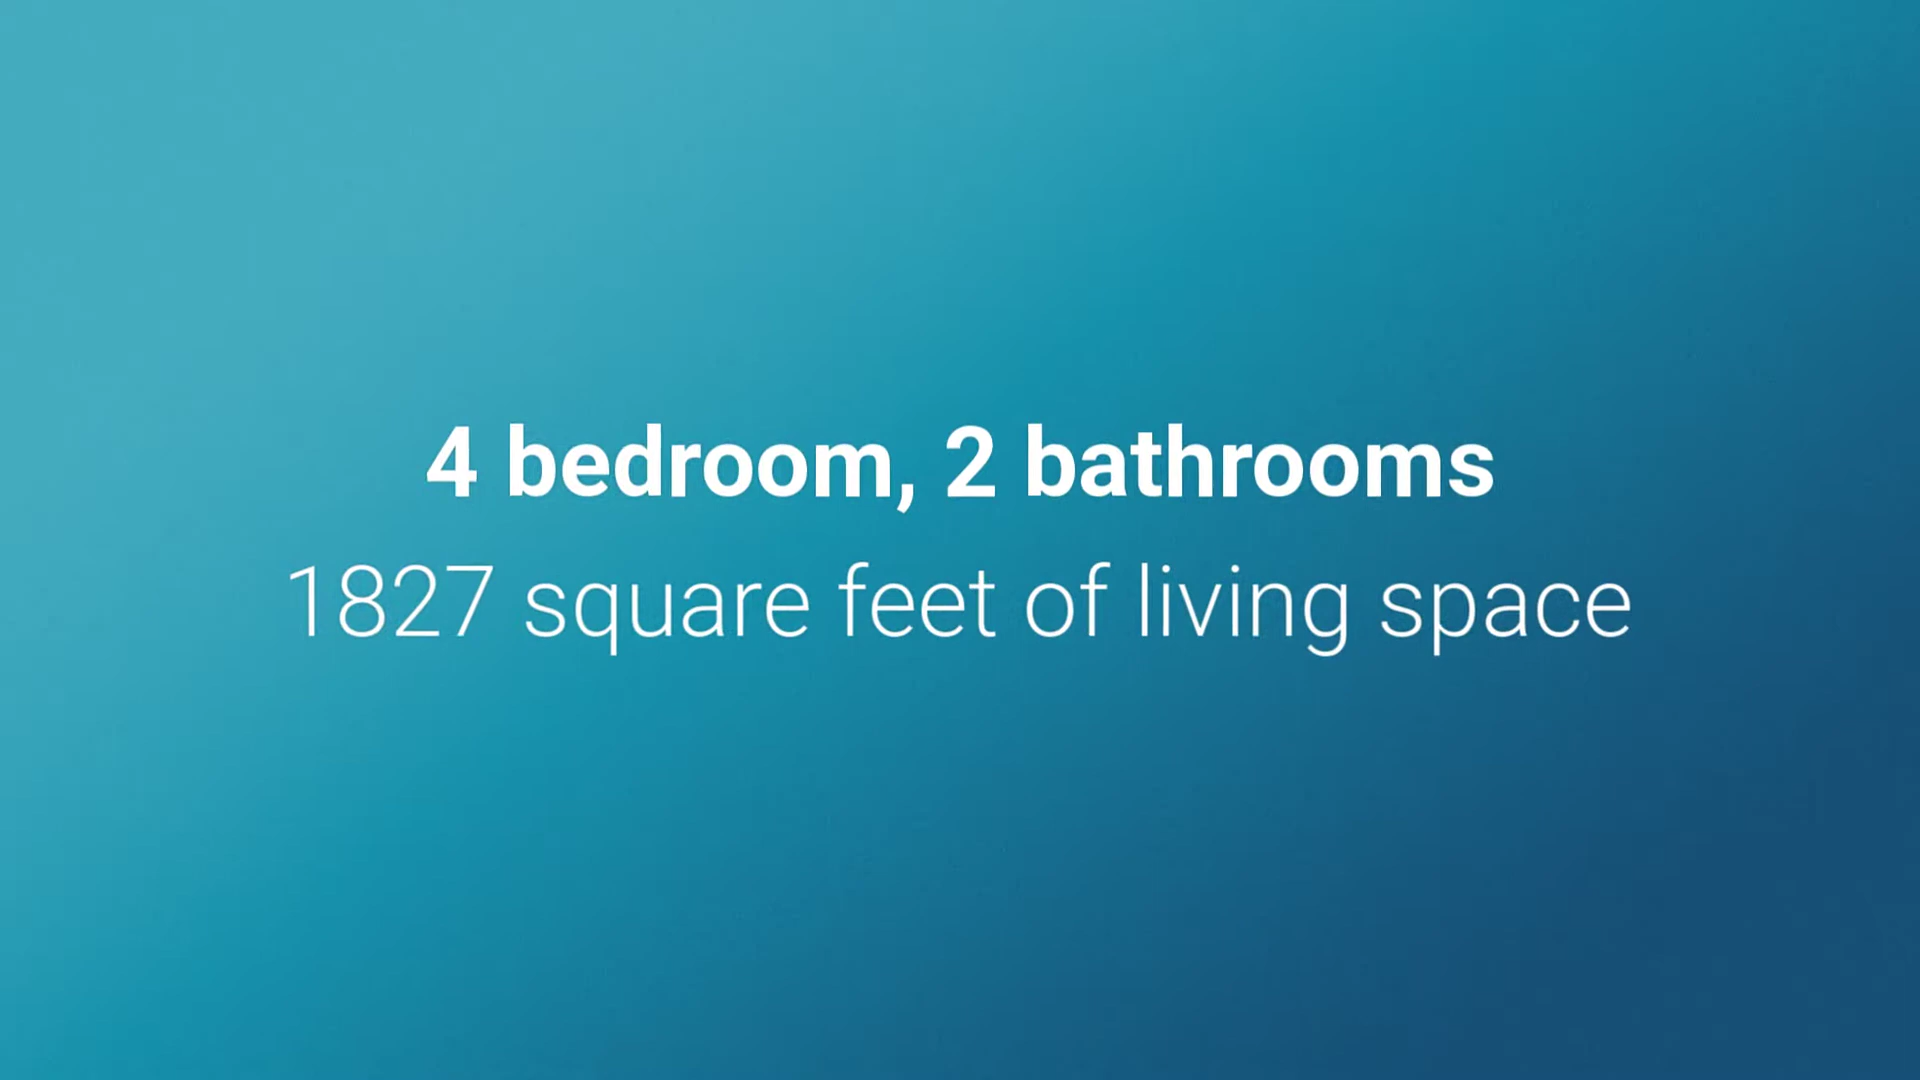 4 bedroom, 2 bathrooms
1827 square feet of living space